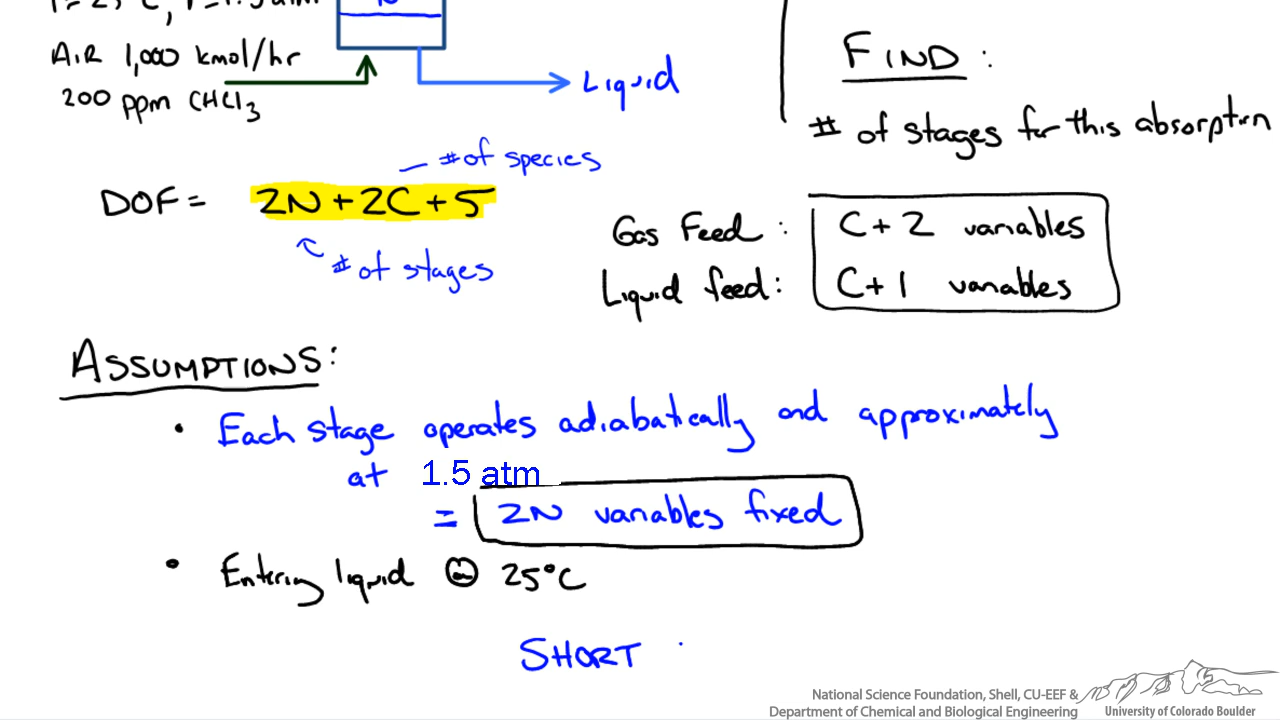 AIR 1,000 kmol/hr
200 ppm CHCl3
Liquid
FIND:
# of stages for this absorption
# of species
DOF = 2N + 2C + 5
# of stages
Gas Feed: C + 2 variables
Liquid feed: C + 1 variables
ASSUMPTIONS:
• Each stage operates adiabatically and approximately
at 1.5 atm
= 2N variables fixed
• Entering liquid @ 25°C
SHORT
National Science Foundation, Shell, CU-EEF &
Department of Chemical and Biological Engineering
University of Colorado Boulder